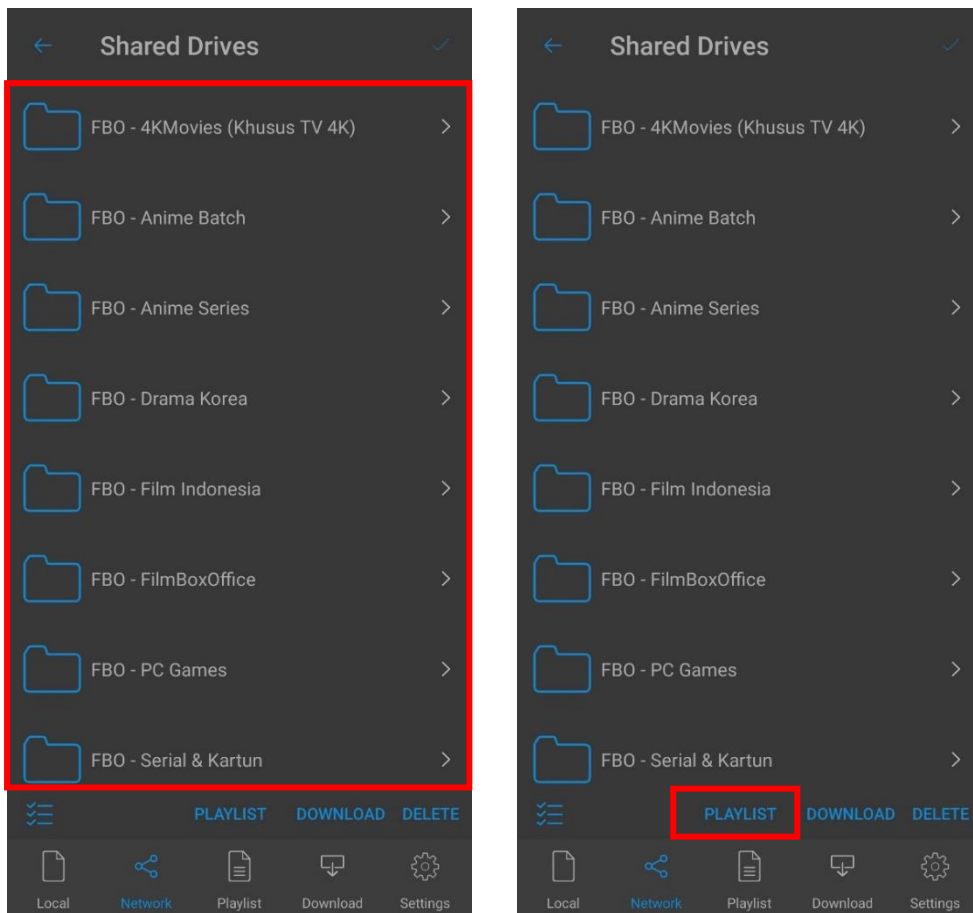 Shared Drives
FBO - 4KMovies (Khusus TV 4K)
FBO - Anime Batch
FBO - Anime Series
FBO - Drama Korea
FBO - Film Indonesia
FBO - FilmBoxOffice
FBO - PC Games
FBO - Serial & Kartun
PLAYLIST DOWNLOAD DELETE
Local Network Playlist Download Settings
Shared Drives
FBO - 4KMovies (Khusus TV 4K)
FBO - Anime Batch
FBO - Anime Series
FBO - Drama Korea
FBO - Film Indonesia
FBO - FilmBoxOffice
FBO - PC Games
FBO - Serial & Kartun
PLAYLIST DOWNLOAD DELETE
Local Network Playlist Download Settings